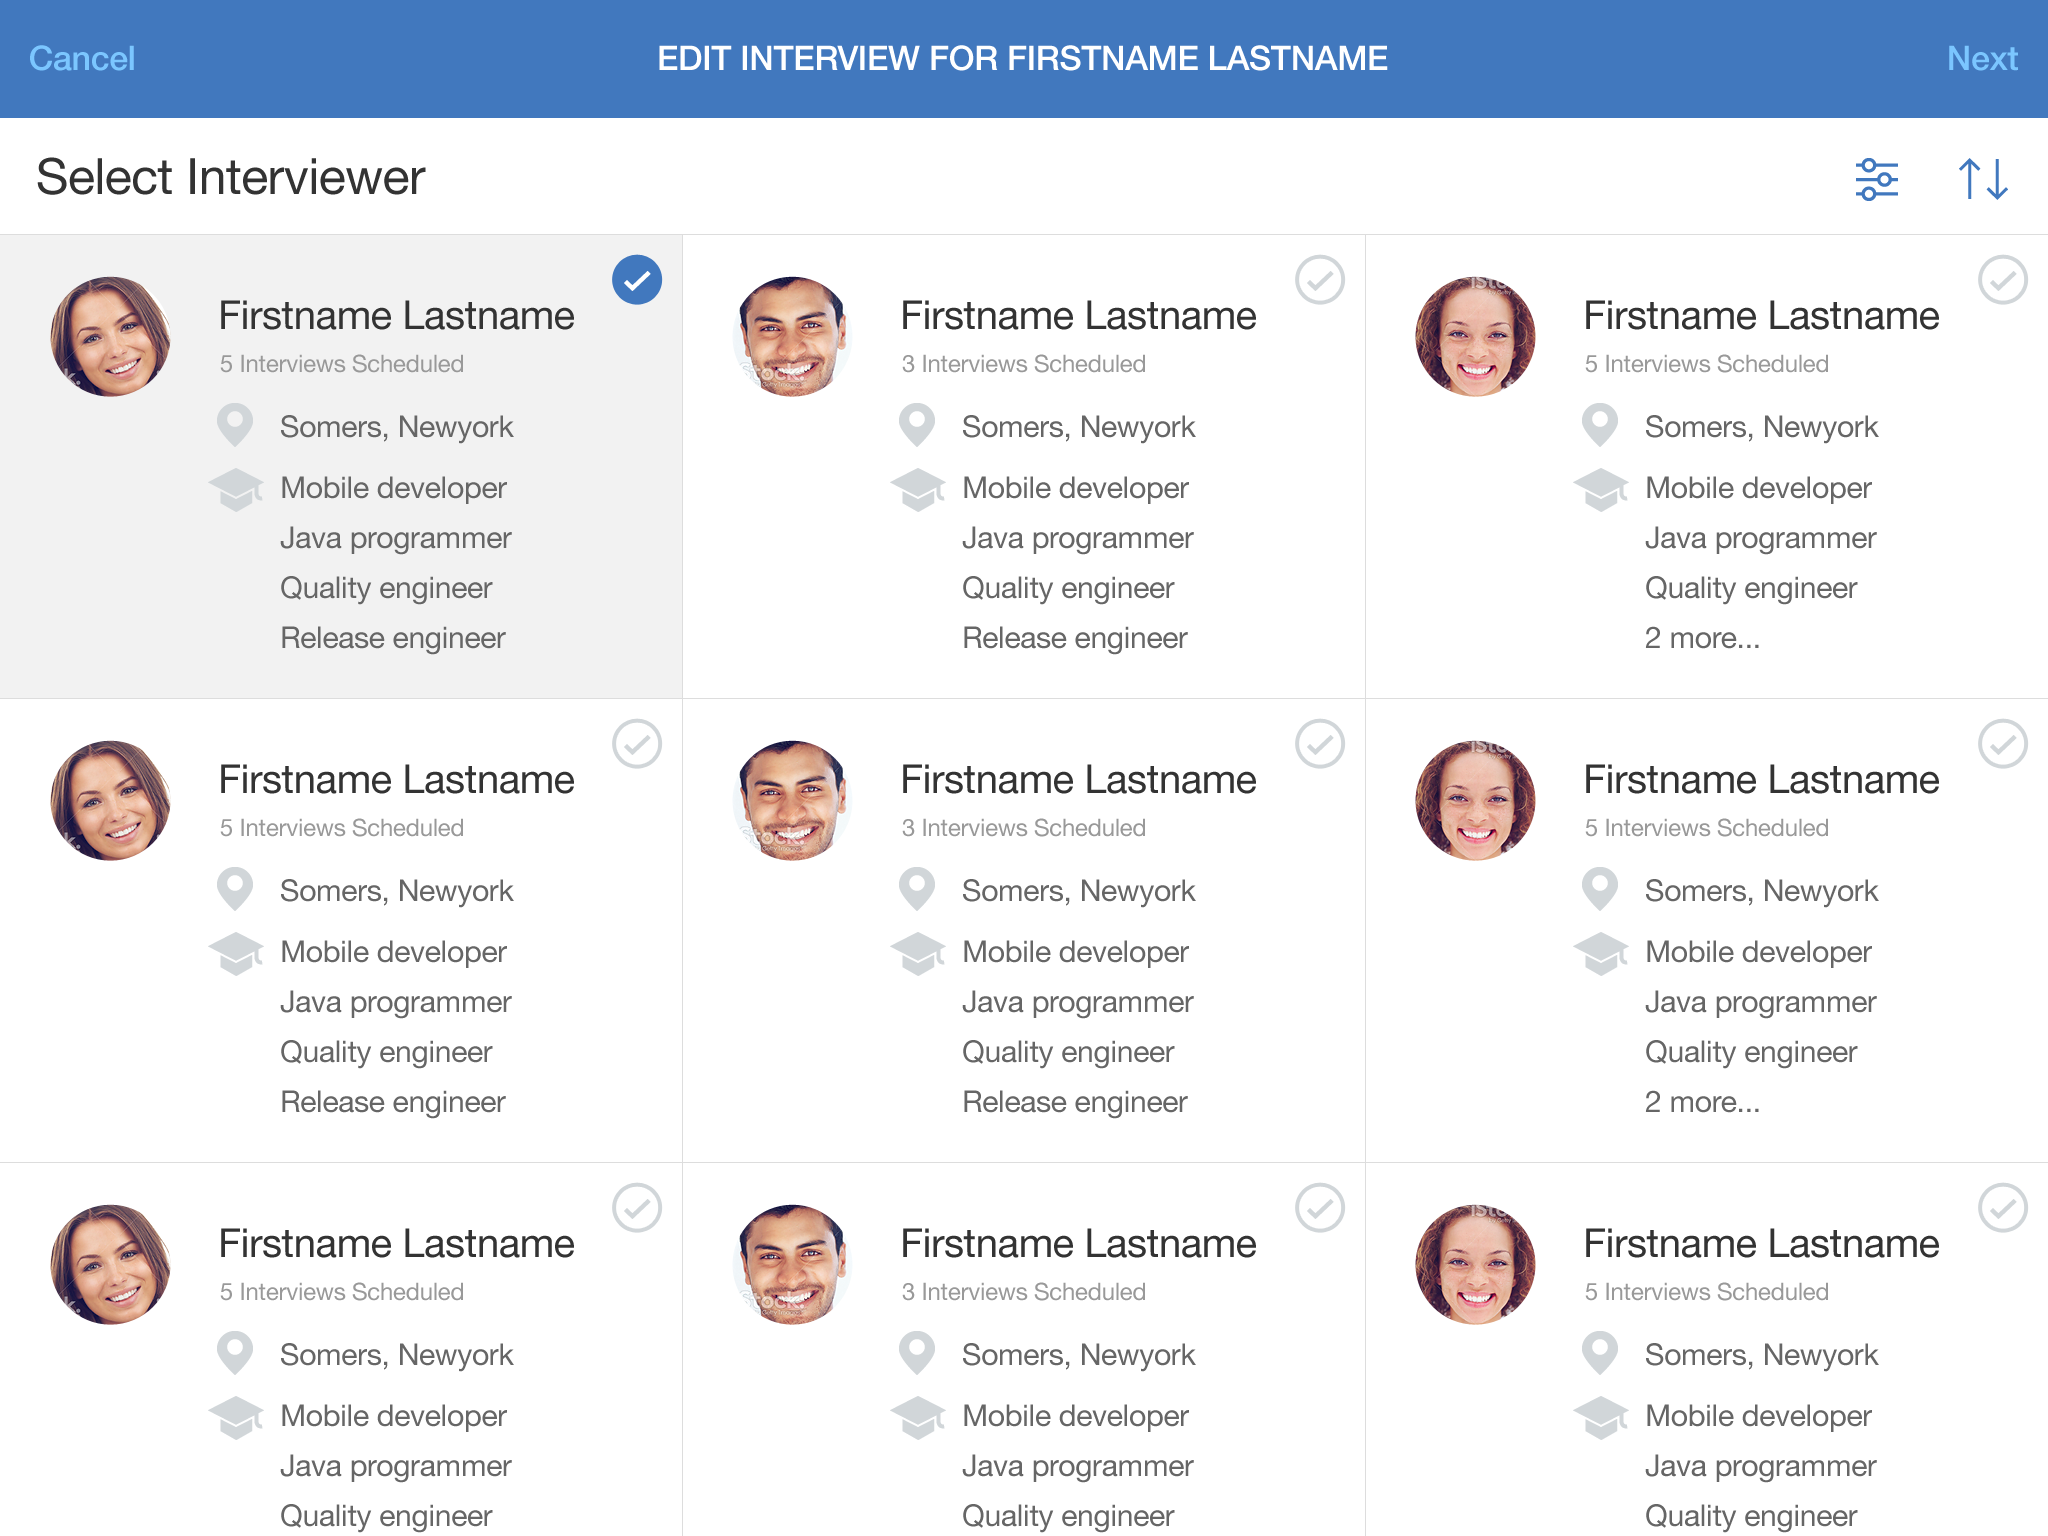 Cancel
EDIT INTERVIEW FOR FIRSTNAME LASTNAME
Next
Select Interviewer
Firstname Lastname
5 Interviews Scheduled
Somers, Newyork
Mobile developer
Java programmer
Quality engineer
Release engineer
Firstname Lastname
3 Interviews Scheduled
Somers, Newyork
Mobile developer
Java programmer
Quality engineer
Release engineer
Firstname Lastname
5 Interviews Scheduled
Somers, Newyork
Mobile developer
Java programmer
Quality engineer
2 more...
Firstname Lastname
5 Interviews Scheduled
Somers, Newyork
Mobile developer
Java programmer
Quality engineer
Release engineer
Firstname Lastname
3 Interviews Scheduled
Somers, Newyork
Mobile developer
Java programmer
Quality engineer
Release engineer
Firstname Lastname
5 Interviews Scheduled
Somers, Newyork
Mobile developer
Java programmer
Quality engineer
2 more...
Firstname Lastname
5 Interviews Scheduled
Somers, Newyork
Mobile developer
Java programmer
Quality engineer
Firstname Lastname
3 Interviews Scheduled
Somers, Newyork
Mobile developer
Java programmer
Quality engineer
Firstname Lastname
5 Interviews Scheduled
Somers, Newyork
Mobile developer
Java programmer
Quality engineer